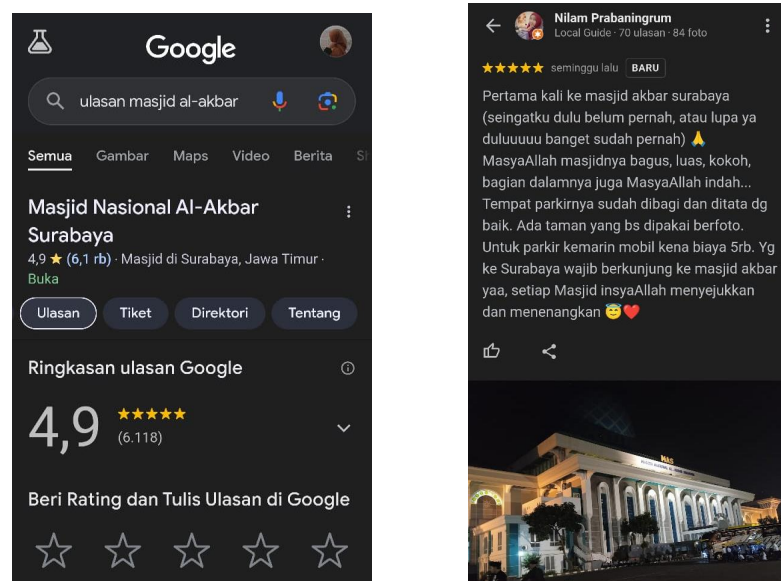 Google
ulasan masjid al-akbar
Semua Gambar Maps Video Berita
Masjid Nasional Al-Akbar
Surabaya
4,9 ★ (6,1 rb) · Masjid di Surabaya, Jawa Timur ·
Buka
Ulasan Tiket Direktori Tentang
Ringkasan ulasan Google
4,9
(6.118)
Beri Rating dan Tulis Ulasan di Google
Nilam Prabaningrum
Local Guide · 70 ulasan · 84 foto
seminggu lalu BARU
Pertama kali ke masjid akbar surabaya
(seingatku dulu belum pernah, atau lupa ya
duluuuuu banget sudah pernah) 🙏
MasyaAllah masjidnya bagus, luas, kokoh,
bagian dalamnya juga MasyaAllah indah...
Tempat parkirnya sudah dibagi dan ditata dg
baik. Ada taman yang bs dipakai berfoto.
Untuk parkir kemarin mobil kena biaya 5rb. Yg
ke Surabaya wajib berkunjung ke masjid akbar
yaa, setiap Masjid insyaAllah menyejukkan
dan menenangkan 😇❤️
MAS